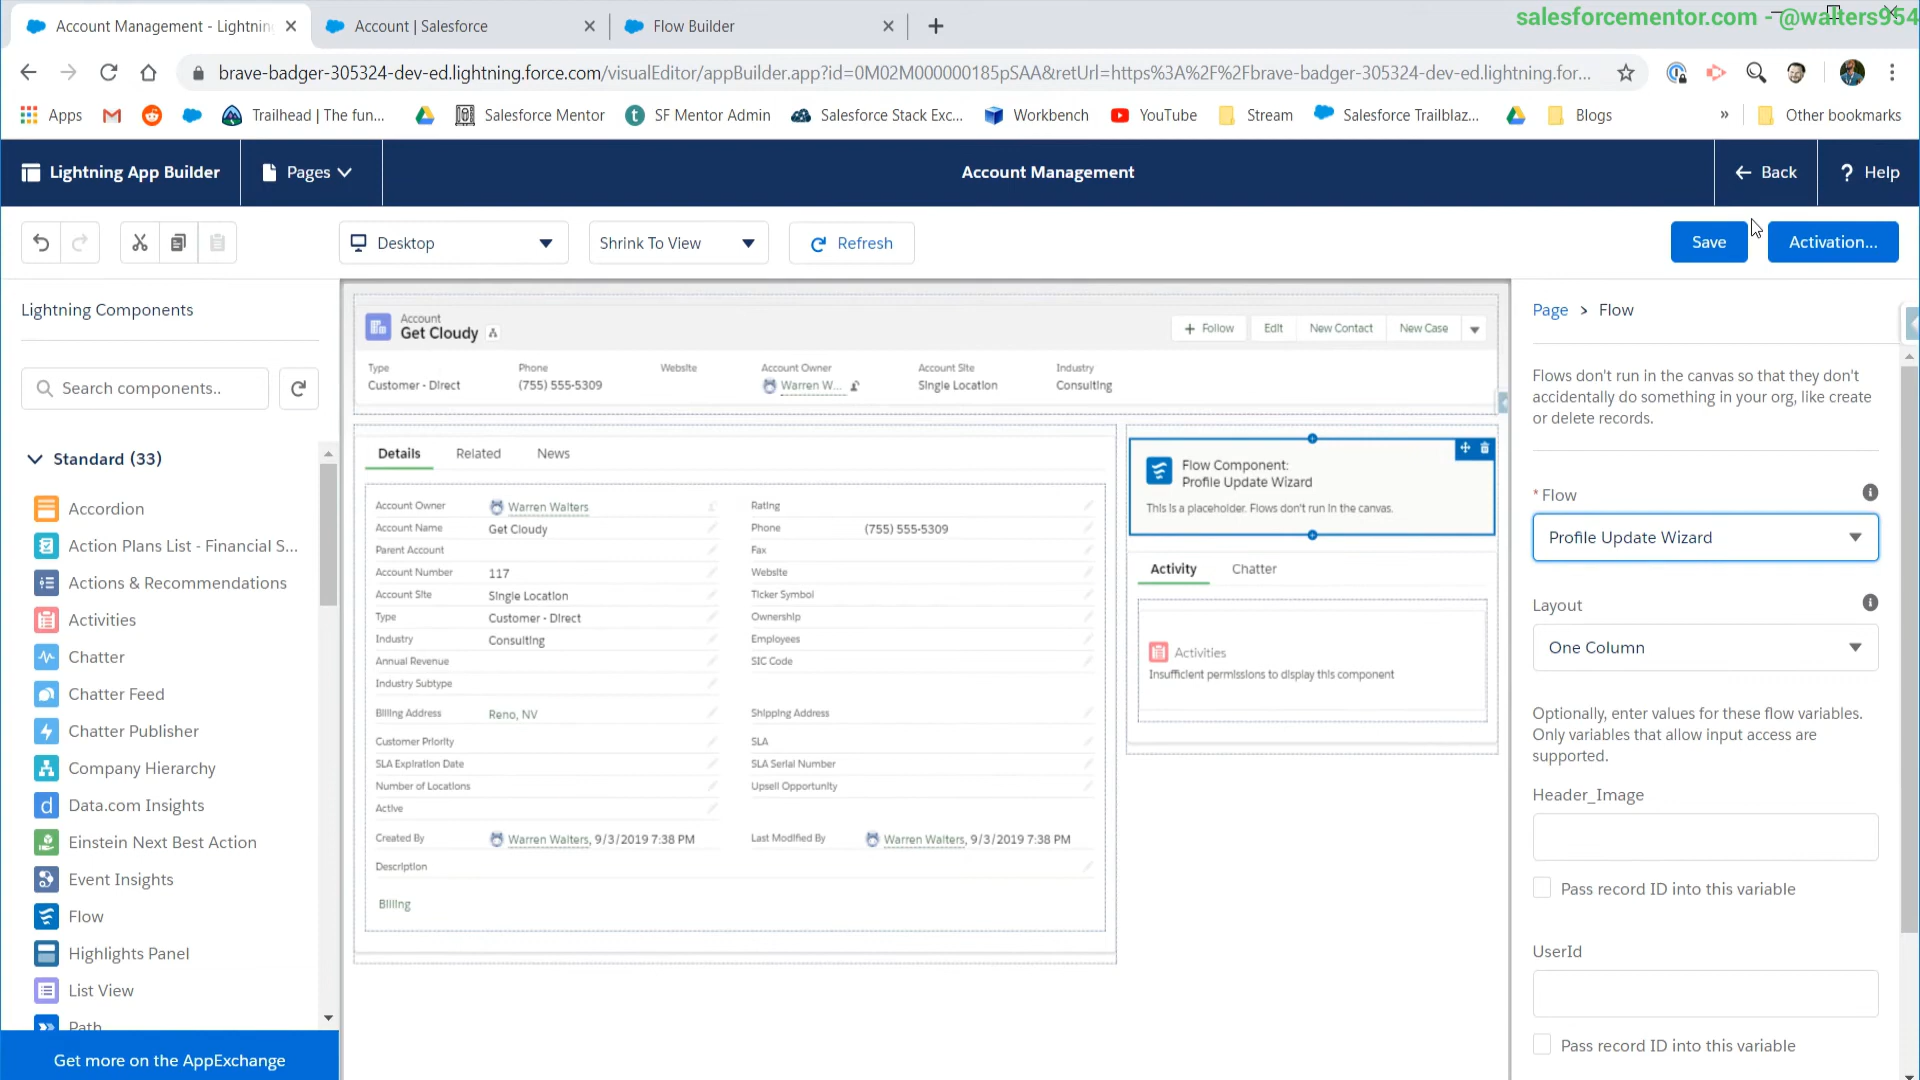 salesforcementor.com - @walters954
Account Management - Lightnin
Account | Salesforce
Flow Builder
brave-badger-305324-dev-ed.lightning.force.com/visualEditor/appBuilder.app?id=0M02M000000185pSAA&retUrl=https%3A%2F%2Fbrave-badger-305324-dev-ed.lightning.for...
Apps
Trailhead | The fun...
Salesforce Mentor
SF Mentor Admin
Salesforce Stack Exc...
Workbench
YouTube
Stream
Salesforce Trailblaz...
Blogs
»
Other bookmarks
Lightning App Builder
Pages
Account Management
Back
? Help
Desktop
Shrink To View
Refresh
Save
Activation...
Lightning Components
Search components..
Standard (33)
Accordion
Action Plans List - Financial S...
Actions & Recommendations
Activities
Chatter
Chatter Feed
Chatter Publisher
Company Hierarchy
Data.com Insights
Einstein Next Best Action
Event Insights
Flow
Highlights Panel
List View
Path
Get more on the AppExchange
Account
Get Cloudy
+ Follow
Edit
New Contact
New Case
Type
Customer - Direct
Phone
(755) 555-5309
Website
Account Owner
Warren W...
Account Site
Single Location
Industry
Consulting
Details
Related
News
Account Owner Warren Walters
Rating
Account Name Get Cloudy
Phone (755) 555-5309
Parent Account
Fax
Account Number 117
Website
Account Site Single Location
Ticker Symbol
Type Customer - Direct
Ownership
Industry Consulting
Employees
Annual Revenue
SIC Code
Industry Subtype
Billing Address Reno, NV
Shipping Address
Customer Priority
SLA
SLA Expiration Date
SLA Serial Number
Number of Locations
Upsell Opportunity
Active
Created By Warren Walters, 9/3/2019 7:38 PM
Last Modified By Warren Walters, 9/3/2019 7:38 PM
Description
Billing
Flow Component:
Profile Update Wizard
This is a placeholder. Flows don't run in the canvas.
Activity
Chatter
Activities
Insufficient permissions to display this component
Page > Flow
Flows don't run in the canvas so that they don't
accidentally do something in your org, like create
or delete records.
* Flow
Profile Update Wizard
Layout
One Column
Optionally, enter values for these flow variables.
Only variables that allow input access are
supported.
Header_Image
Pass record ID into this variable
UserId
Pass record ID into this variable